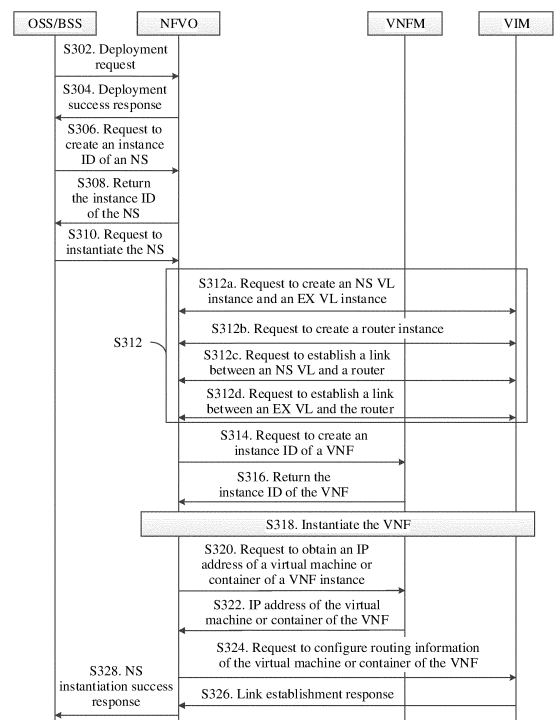 OSS/BSS
NFVO
VNFM
VIM
S302. Deployment
request
S304. Deployment
success response
S306. Request to
create an instance
ID of an NS
S308. Return
the instance ID
of the NS
S310. Request to
instantiate the NS
S312a. Request to create an NS VL
instance and an EX VL instance
S312b. Request to create a router instance
S312
S312c. Request to establish a link
between an NS VL and a router
S312d. Request to establish a link
between an EX VL and the router
S314. Request to create an
instance ID of a VNF
S316. Return the
instance ID of the VNF
S318. Instantiate the VNF
S320. Request to obtain an IP
address of a virtual machine or
container of a VNF instance
S322. IP address of the virtual
machine or container of the VNF
S324. Request to configure routing information
of the virtual machine or container of the VNF
S328. NS
instantiation success
response
S326. Link establishment response